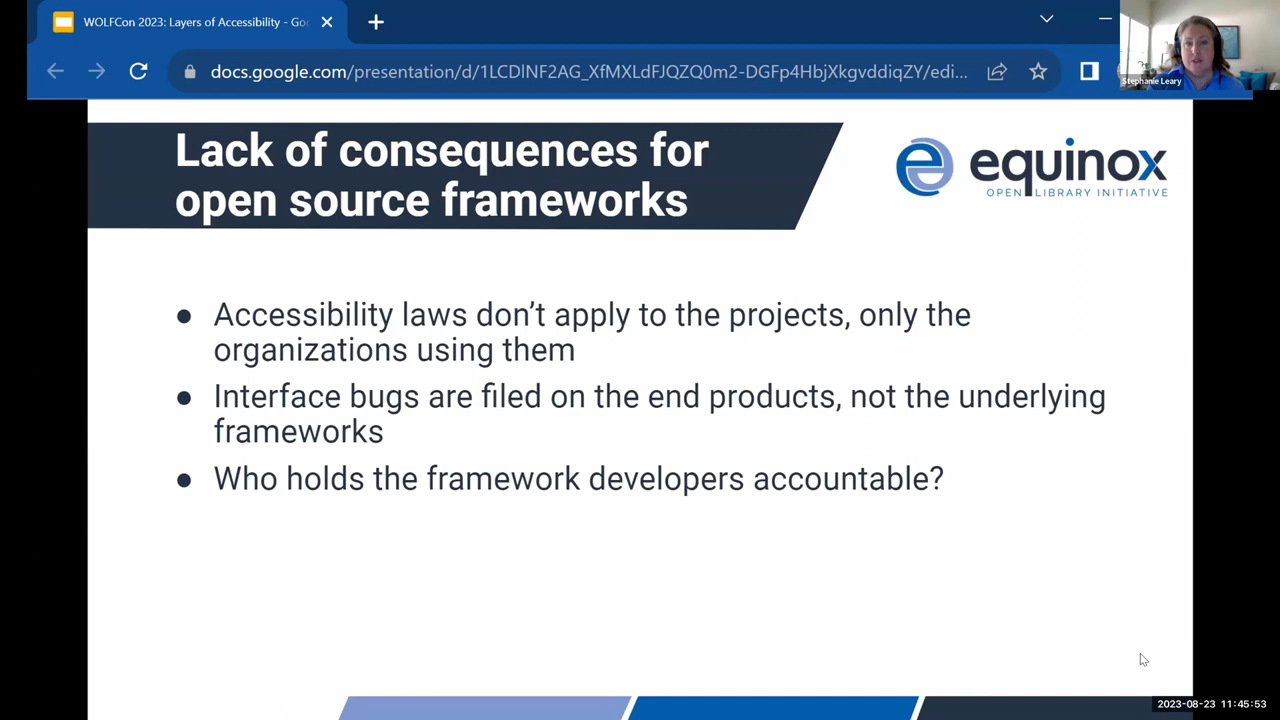 WOLFCon 2023: Layers of Accessibility - Goo
docs.google.com/presentation/d/1LCDlNF2AG_XfMXLdFJQZQ0m2-DGFp4HbjXkgvddiqZY/edi...
Stephanie Leary
Lack of consequences for
open source frameworks
equinox
OPEN LIBRARY INITIATIVE
● Accessibility laws don’t apply to the projects, only the
organizations using them
● Interface bugs are filed on the end products, not the underlying
frameworks
● Who holds the framework developers accountable?
2023-08-23 11:45:53